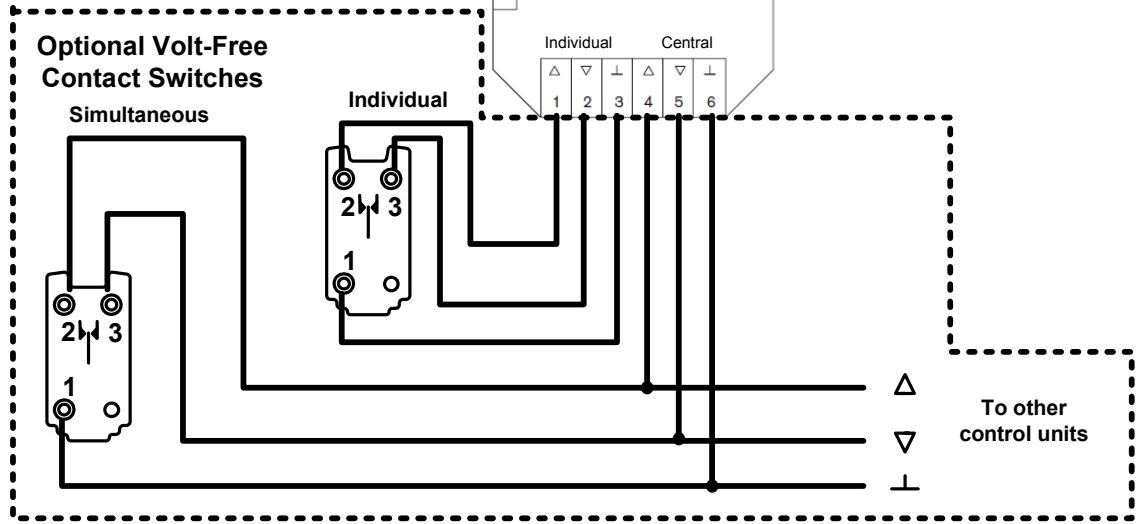 Optional Volt-Free
Contact Switches
Simultaneous
Individual
Individual Central
△ ▽ ⊥ △ ▽ ⊥
1 2 3 4 5 6
2 3
1
2 3
1
△
▽
⊥
To other
control units